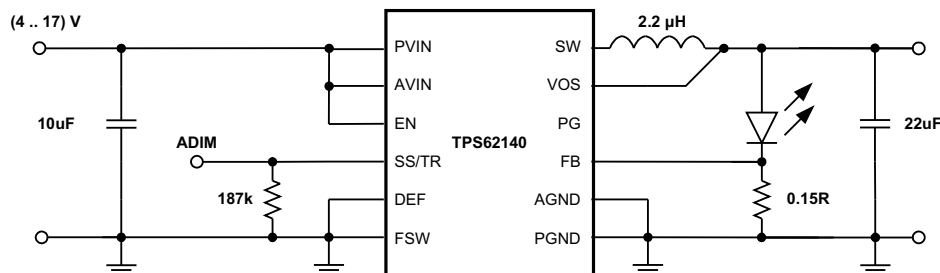 (4 .. 17) V
2.2 µH
PVIN
SW
AVIN
VOS
10uF
EN
PG
22uF
TPS62140
ADIM
SS/TR
FB
187k
DEF
AGND
0.15R
FSW
PGND